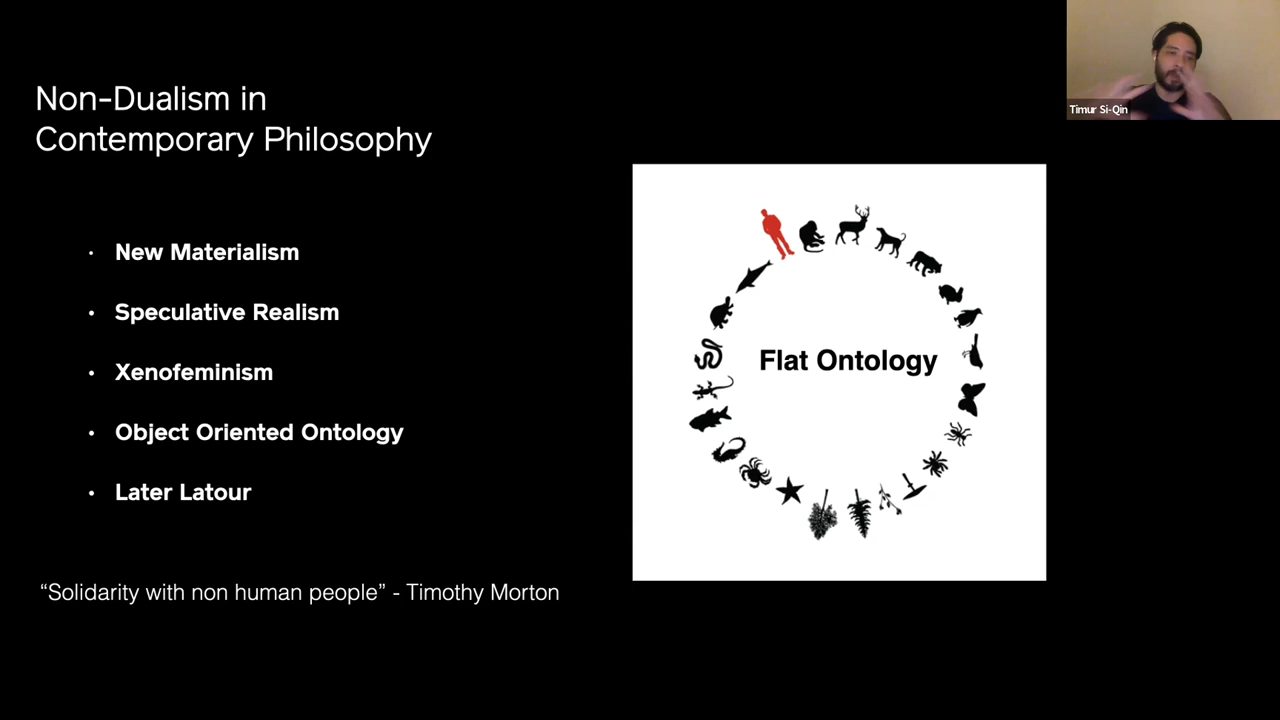 Non-Dualism in
Contemporary Philosophy
Timur Si-Qin
• New Materialism
• Speculative Realism
• Xenofeminism
• Object Oriented Ontology
• Later Latour
Flat Ontology
“Solidarity with non human people” - Timothy Morton